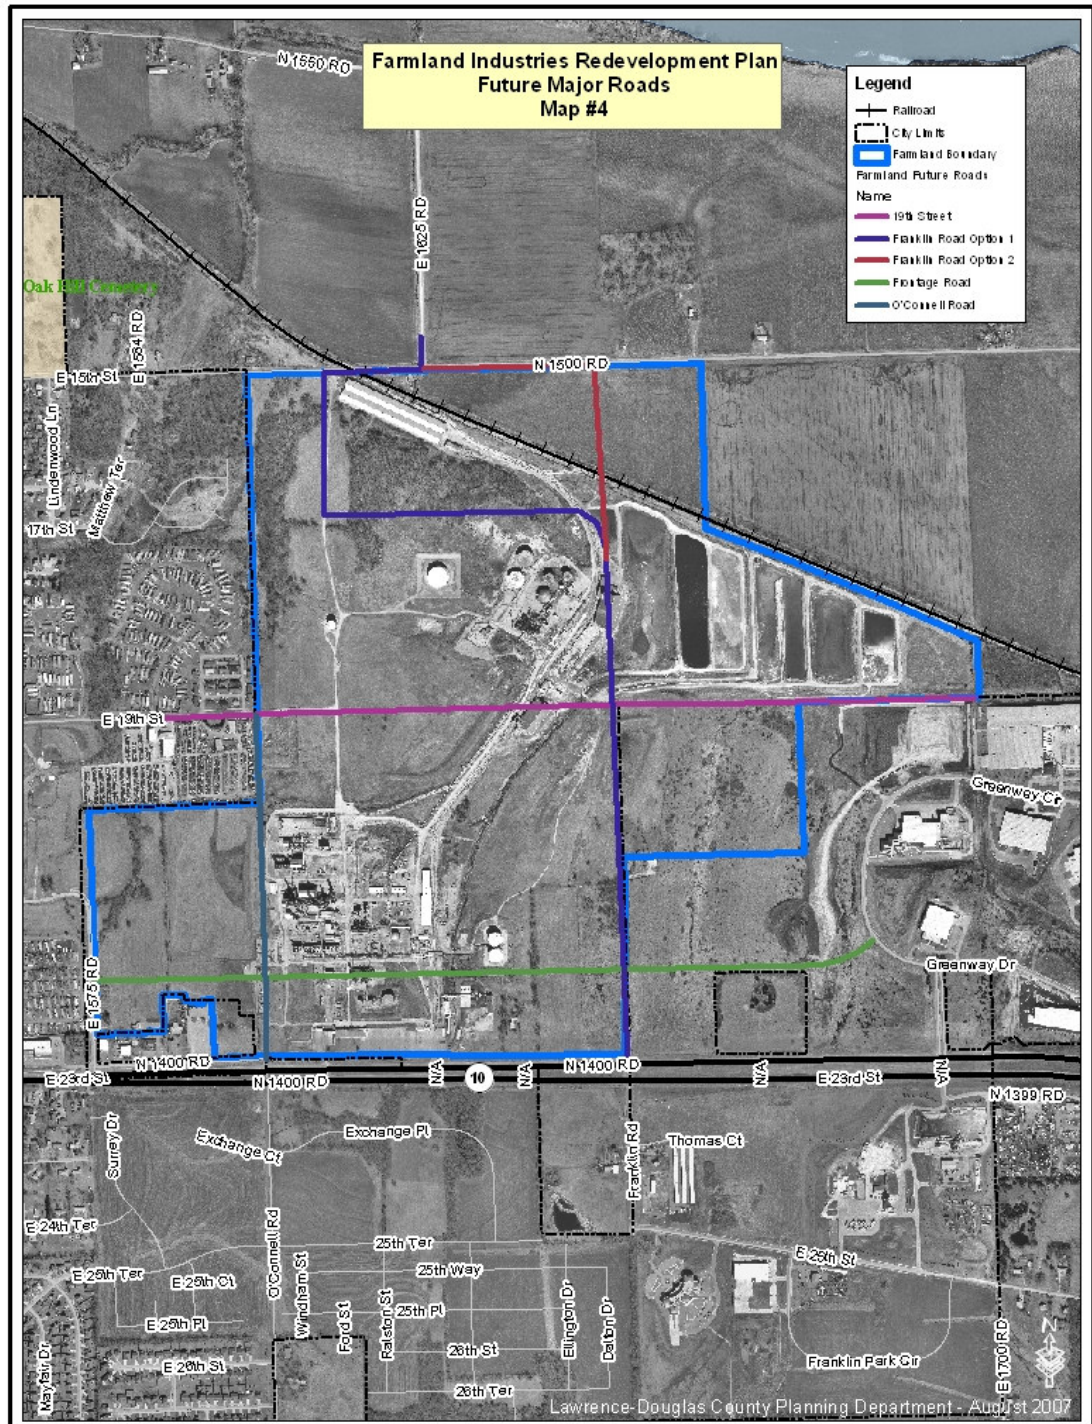 Farmland Industries Redevelopment Plan
Future Major Roads
Map #4
Legend
Railroad
City Limits
Farmland Boundary
Farmland Future Roads
Name
19th Street
Franklin Road Option 1
Franklin Road Option 2
Frontage Road
O'Connell Road
N 1550 RD
E 1625 RD
Oak Hill Cemetery
E 1584 RD
E 15th St
N 1500 RD
Lindenwood Ln
Matthew Ter
17th St
E 19th St
Greenway Cir
Greenway Dr
E 1575 RD
N 1400 RD
N 1400 RD
E 23rd St
N 1400 RD
N/A
10
N/A
N/A
E 23rd St
N/A
N 1399 RD
Surrey Dr
Exchange Ct
Exchange Pl
Franklin Rd
Thomas Ct
E 24th Ter
O'Connell Rd
25th Ter
E 25th St
E 25th Ter
E 25th Ct
Windham St
25th Way
Ford St
Ralston St
25th Pl
Ellington Dr
Dalton Dr
E 25th Pl
26th St
Mayfair Dr
E 26th St
26th Ter
Franklin Park Cir
E 1700 RD
N
Lawrence-Douglas County Planning Department - August 2007